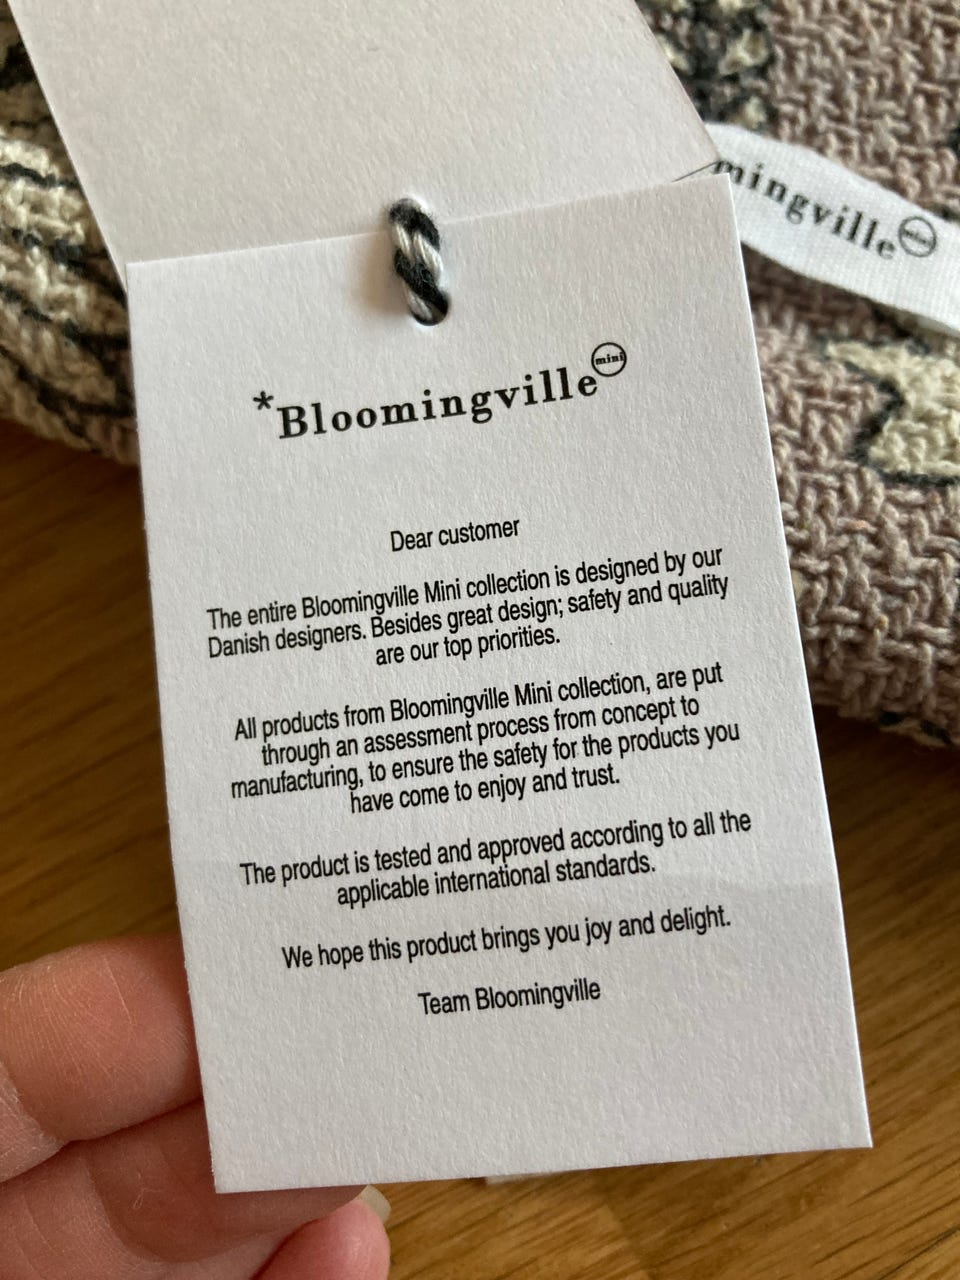 mingville mini
*Bloomingville mini
Dear customer
The entire Bloomingville Mini collection is designed by our
Danish designers. Besides great design; safety and quality
are our top priorities.
All products from Bloomingville Mini collection, are put
through an assessment process from concept to
manufacturing, to ensure the safety for the products you
have come to enjoy and trust.
The product is tested and approved according to all the
applicable international standards.
We hope this product brings you joy and delight.
Team Bloomingville